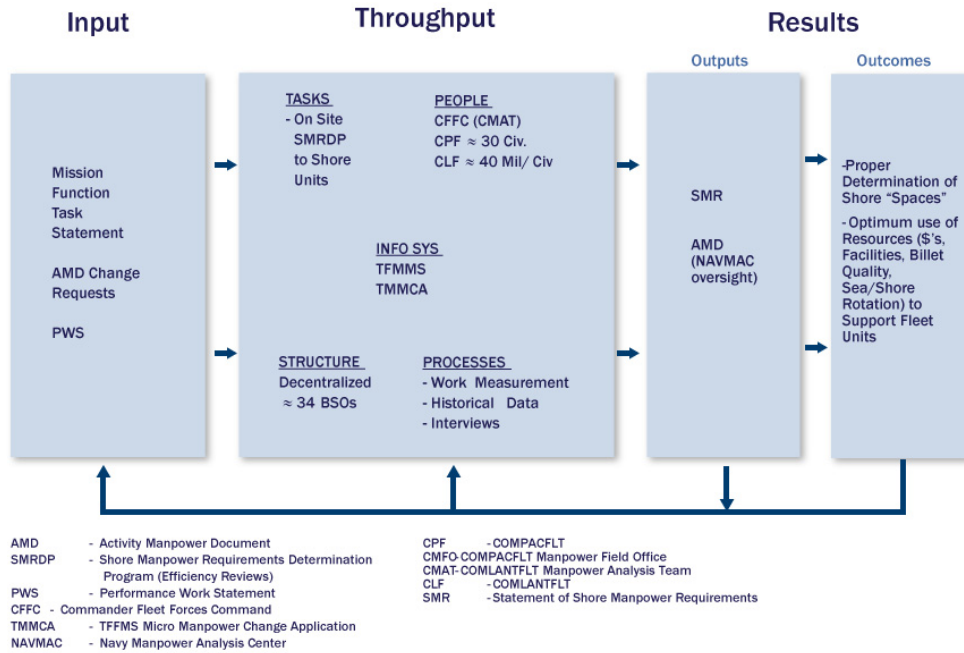 Input
Throughput
Results
Outputs
Outcomes
Mission
Function
Task
Statement
AMD Change
Requests
PWS
TASKS
- On Site
SMRDP
to Shore
Units
PEOPLE
CFFC (CMAT)
CPF ≈ 30 Civ.
CLF ≈ 40 Mil/ Civ
INFO SYS
TFMMS
TMMCA
STRUCTURE
Decentralized
≈ 34 BSOs
PROCESSES
- Work Measurement
- Historical Data
- Interviews
SMR
AMD
(NAVMAC
oversight)
-Proper
Determination of
Shore “Spaces”
- Optimum use of
Resources ($’s,
Facilities, Billet
Quality,
Sea/Shore
Rotation) to
Support Fleet
Units
AMD - Activity Manpower Document
SMRDP - Shore Manpower Requirements Determination
Program (Efficiency Reviews)
PWS - Performance Work Statement
CFFC - Commander Fleet Forces Command
TMMCA - TFFMS Micro Manpower Change Application
NAVMAC - Navy Manpower Analysis Center
CPF - COMPACFLT
CMFO- COMPACFLT Manpower Field Office
CMAT- COMLANTFLT Manpower Analysis Team
CLF - COMLANTFLT
SMR - Statement of Shore Manpower Requirements